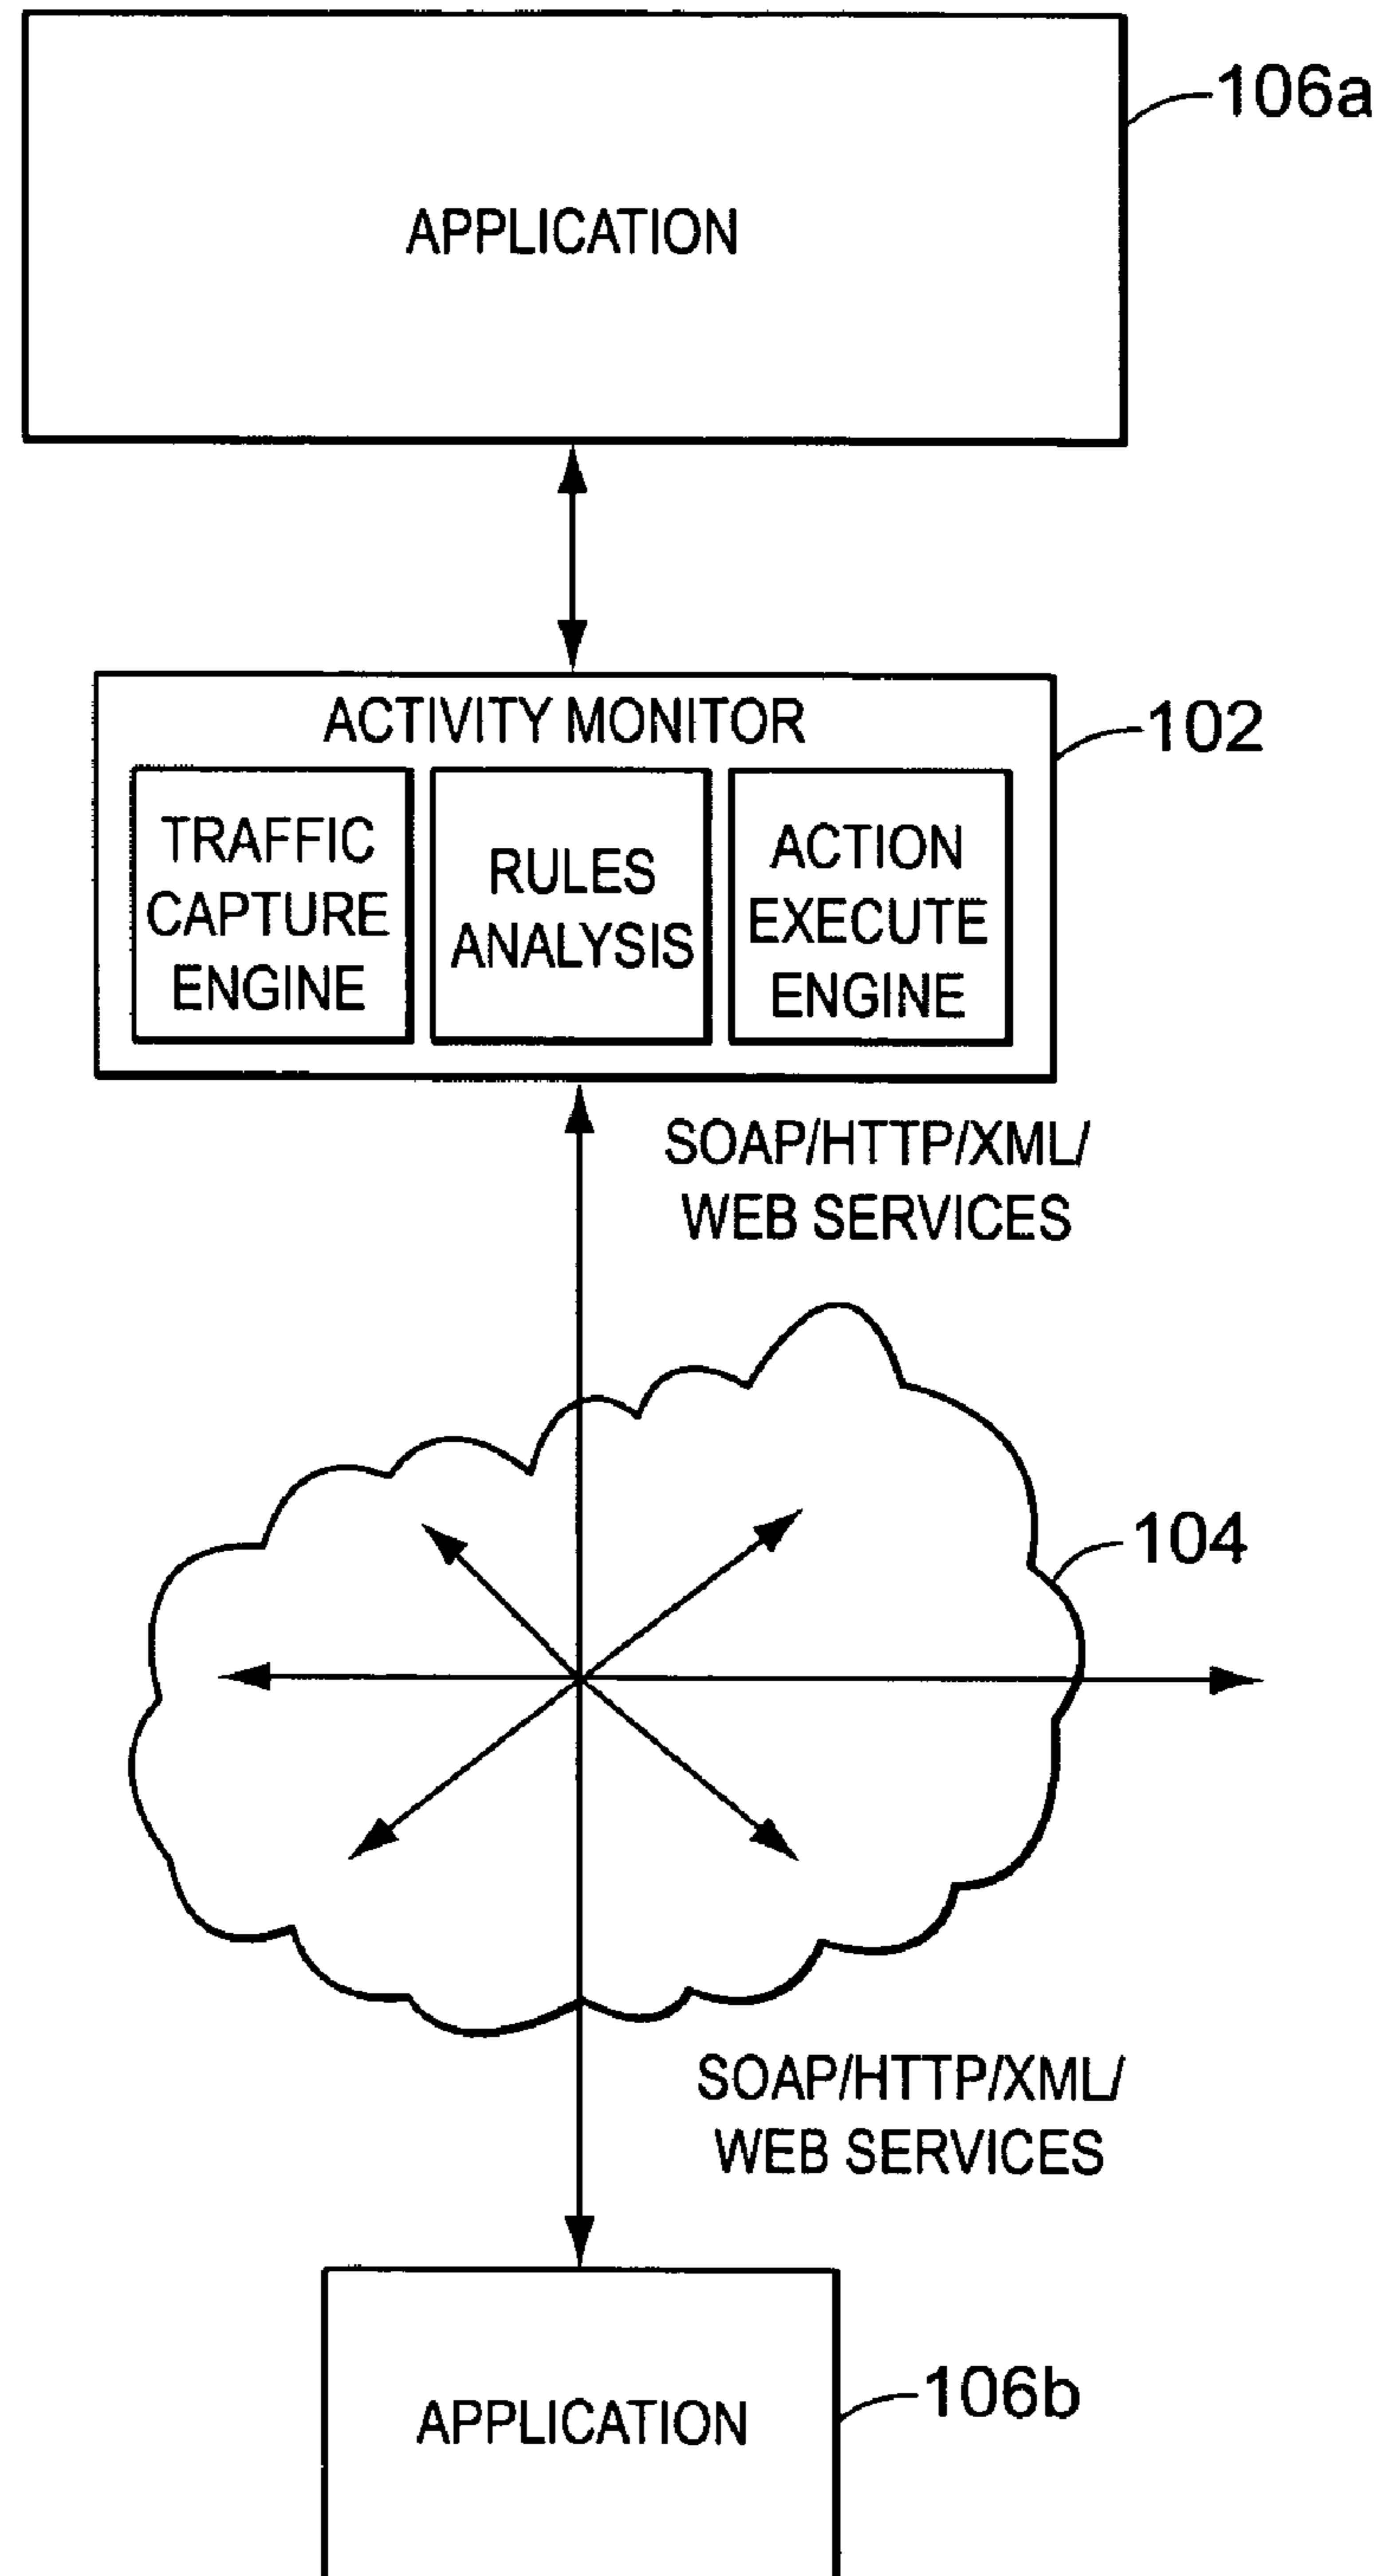 106a
APPLICATION
ACTIVITY MONITOR
102
TRAFFIC
CAPTURE
ENGINE
RULES
ANALYSIS
ACTION
EXECUTE
ENGINE
SOAP/HTTP/XML/
WEB SERVICES
104
SOAP/HTTP/XML/
WEB SERVICES
106b
APPLICATION